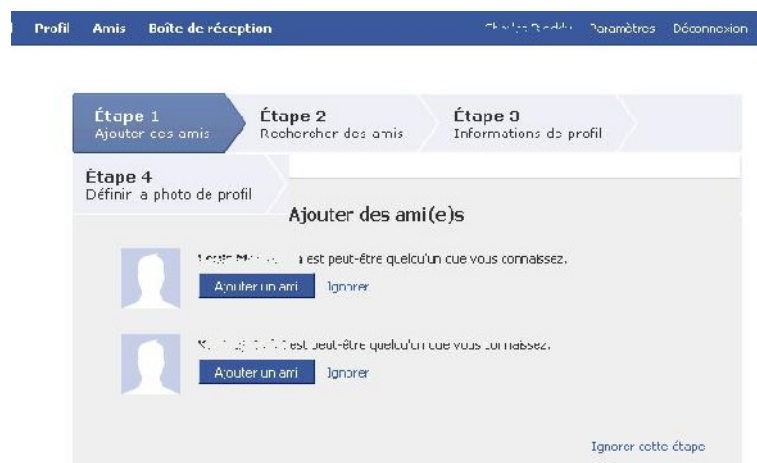 Profil Amis Boîte de réception Paramètres Déconnexion
Étape 1
Ajouter des amis
Étape 2
Rechercher des amis
Étape 3
Informations de profil
Étape 4
Définir la photo de profil
Ajouter des ami(e)s
est peut-être quelqu'un que vous connaissez.
Ajouter un ami Ignorer
est peut-être quelqu'un que vous connaissez.
Ajouter un ami Ignorer
Ignorer cette étape